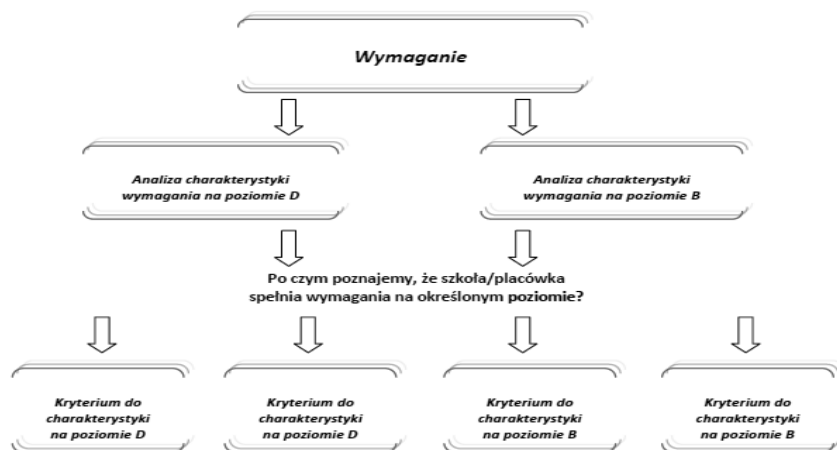 Wymaganie
Analiza charakterystyki
wymagania na poziomie D
Analiza charakterystyki
wymagania na poziomie B
Po czym poznajemy, że szkoła/placówka
spełnia wymagania na określonym poziomie?
Kryterium do
charakterystyki
na poziomie D
Kryterium do
charakterystyki
na poziomie D
Kryterium do
charakterystyki
na poziomie B
Kryterium do
charakterystyki
na poziomie B